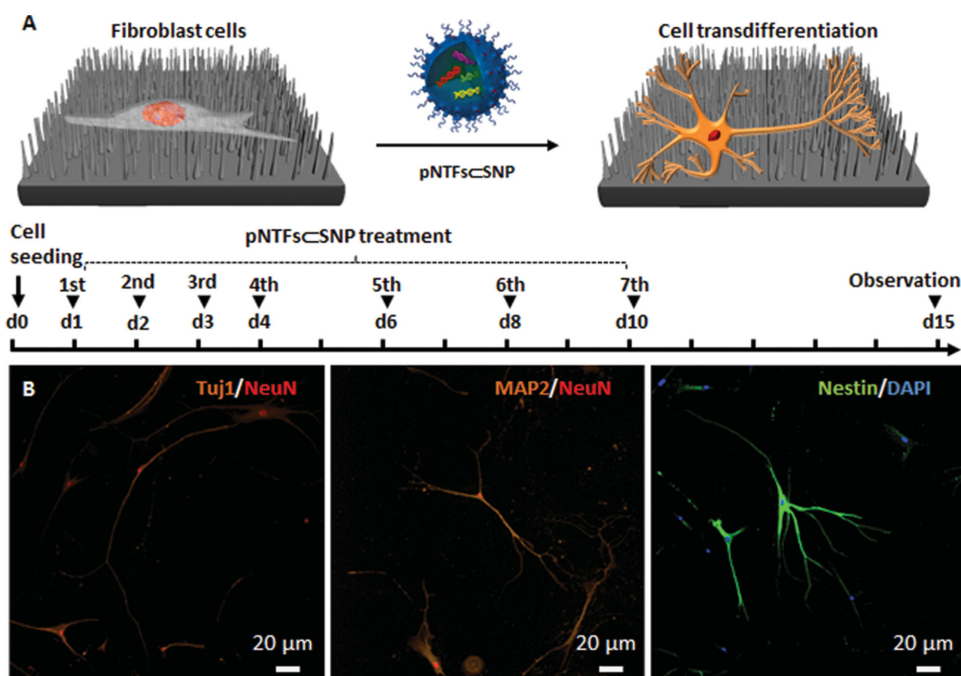 A
Fibroblast cells
Cell transdifferentiation
pNTFs⊂SNP
Cell
seeding
pNTFs⊂SNP treatment
1st 2nd 3rd 4th 5th 6th 7th Observation
d0 d1 d2 d3 d4 d6 d8 d10 d15
B
Tuj1/NeuN
MAP2/NeuN
Nestin/DAPI
20 µm
20 µm
20 µm